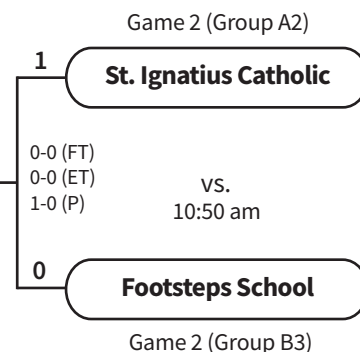 Game 2 (Group A2)
1
St. Ignatius Catholic
0-0 (FT)
0-0 (ET)
1-0 (P)
vs.
10:50 am
0
Footsteps School
Game 2 (Group B3)